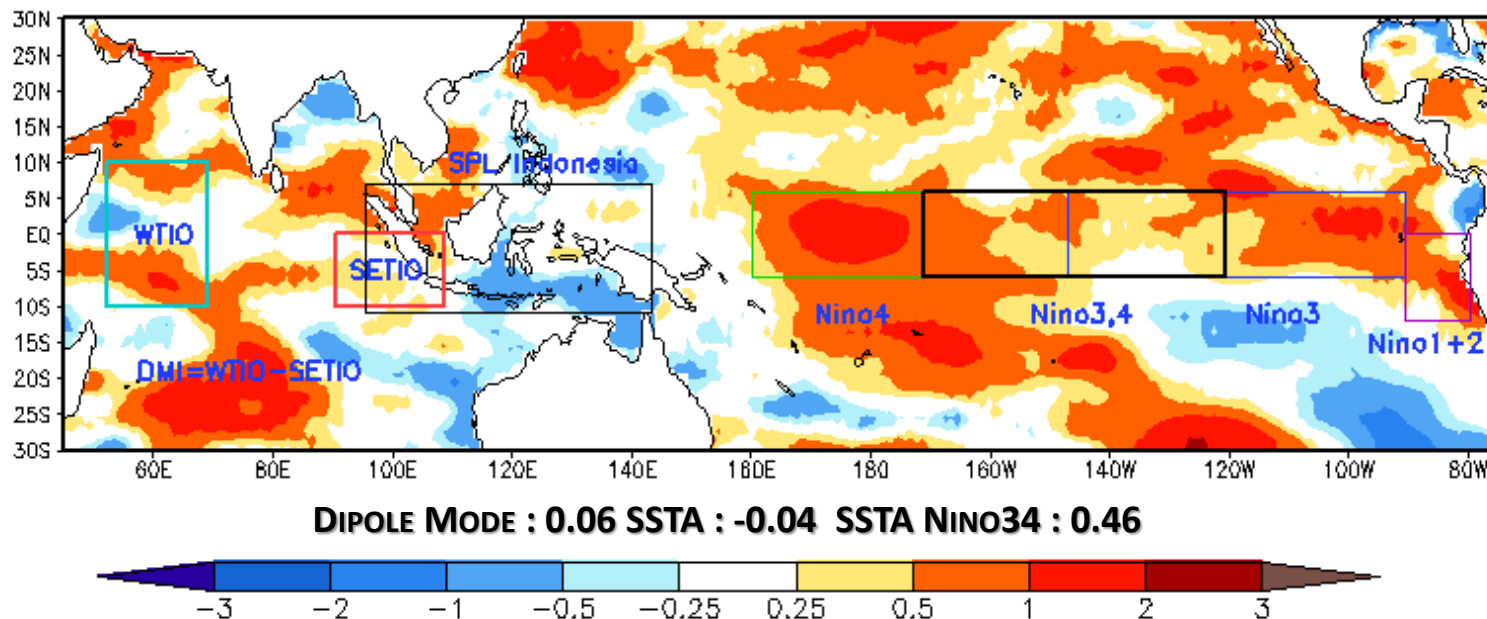 30N
25N
20N
15N
10N
5N
EQ
5S
10S
15S
20S
25S
30S
SPL Indonesia
WTIO
SETIO
Nino4
Nino3,4
Nino3
Nino1+2
DMI=WTIO-SETIO
60E 80E 100E 120E 140E 160E 180 160W 140W 120W 100W 80W
DIPOLE MODE : 0.06 SSTA : -0.04 SSTA NINO34 : 0.46
-3 -2 -1 -0.5 -0.25 0.25 0.5 1 2 3